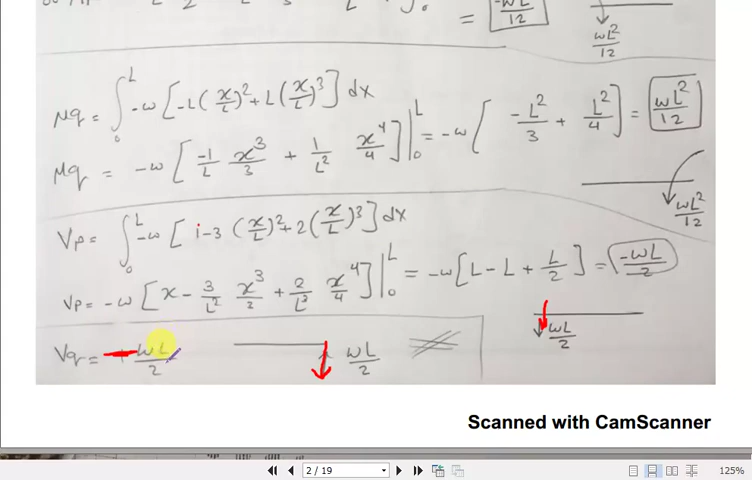 = -wL²/12
wL²/12
Mq = ∫₀ᴸ -w [-L(x/L)² + L(x/L)³] dx
Mq = -w [-1/L x³/3 + 1/L² x⁴/4]|₀ᴸ = -w [-L²/3 + L²/4] = wL²/12
wL²/12
Vp = ∫₀ᴸ -w [1-3 (x/L)² + 2(x/L)³] dx
Vp = -w [x - 3/L² x³/3 + 2/L³ x⁴/4]|₀ᴸ = -w [L - L + L/2] = -wL/2
wL/2
Vq = - wL/2
wL/2
Scanned with CamScanner
2 / 19
125%